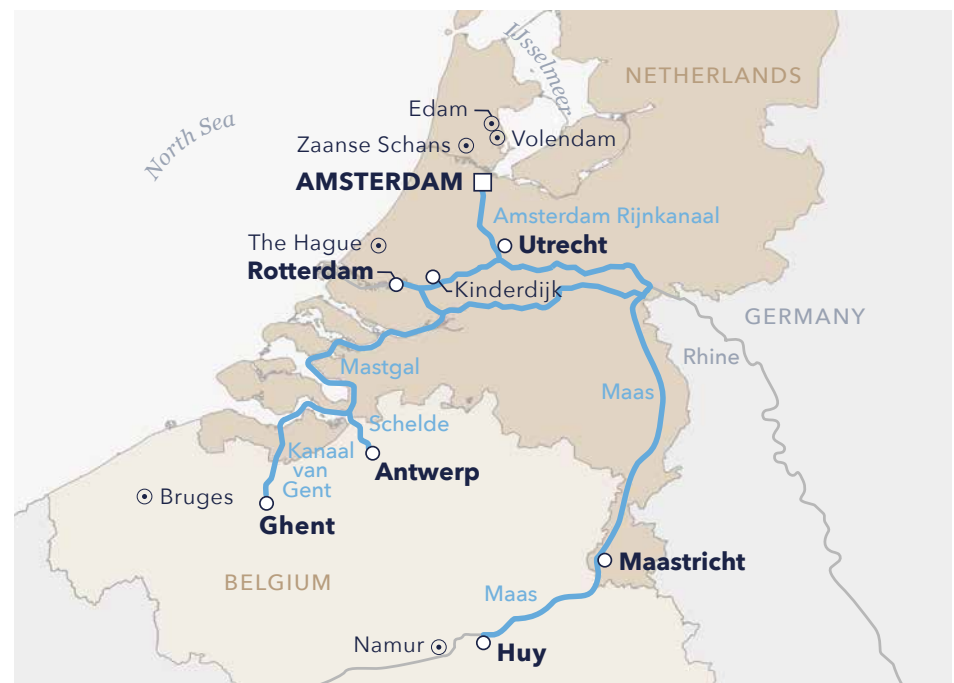 NETHERLANDS
IJsselmeer
North Sea
Edam
Volendam
Zaanse Schans
AMSTERDAM
Amsterdam Rijnkanaal
The Hague
Utrecht
Rotterdam
Kinderdijk
GERMANY
Rhine
Mastgal
Maas
Schelde
Kanaal
van
Gent
Antwerp
Bruges
Ghent
Maastricht
BELGIUM
Maas
Namur
Huy